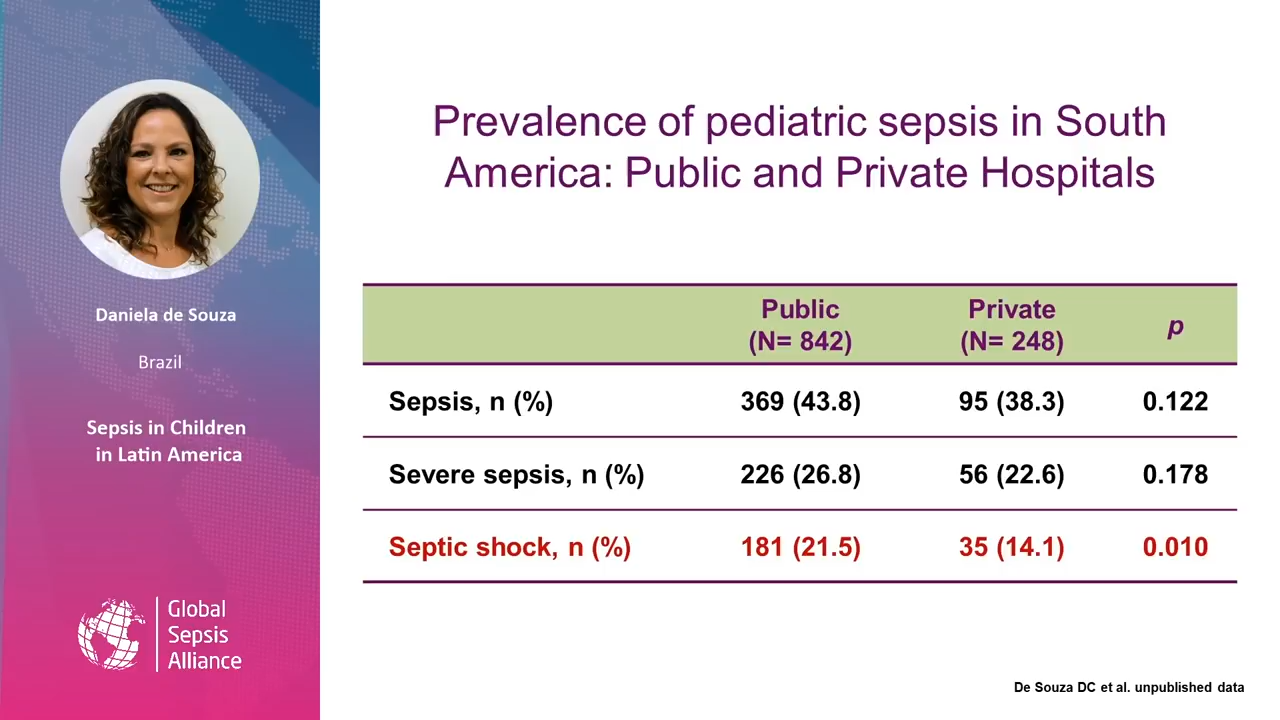 Daniela de Souza
Brazil
Sepsis in Children
in Latin America
Global
Sepsis
Alliance
Prevalence of pediatric sepsis in South
America: Public and Private Hospitals
Public Private p
(N= 842) (N= 248)
Sepsis, n (%) 369 (43.8) 95 (38.3) 0.122
Severe sepsis, n (%) 226 (26.8) 56 (22.6) 0.178
Septic shock, n (%) 181 (21.5) 35 (14.1) 0.010
De Souza DC et al. unpublished data